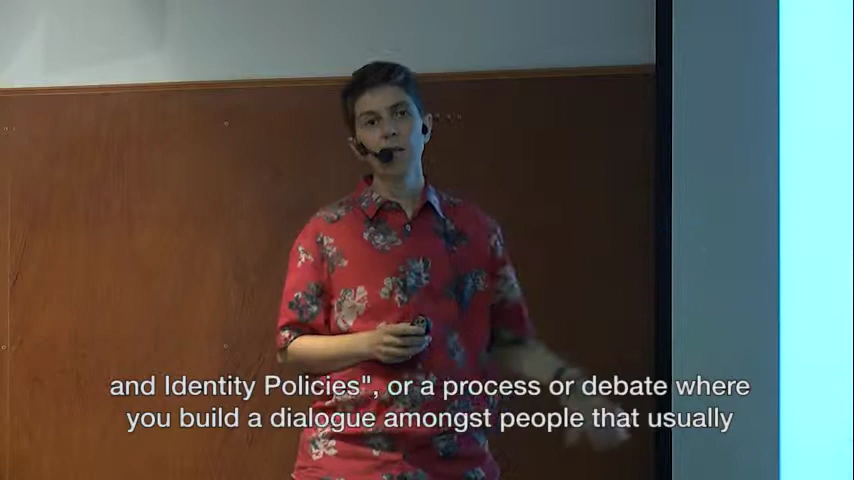 and Identity Policies", or a process or debate where
you build a dialogue amongst people that usually